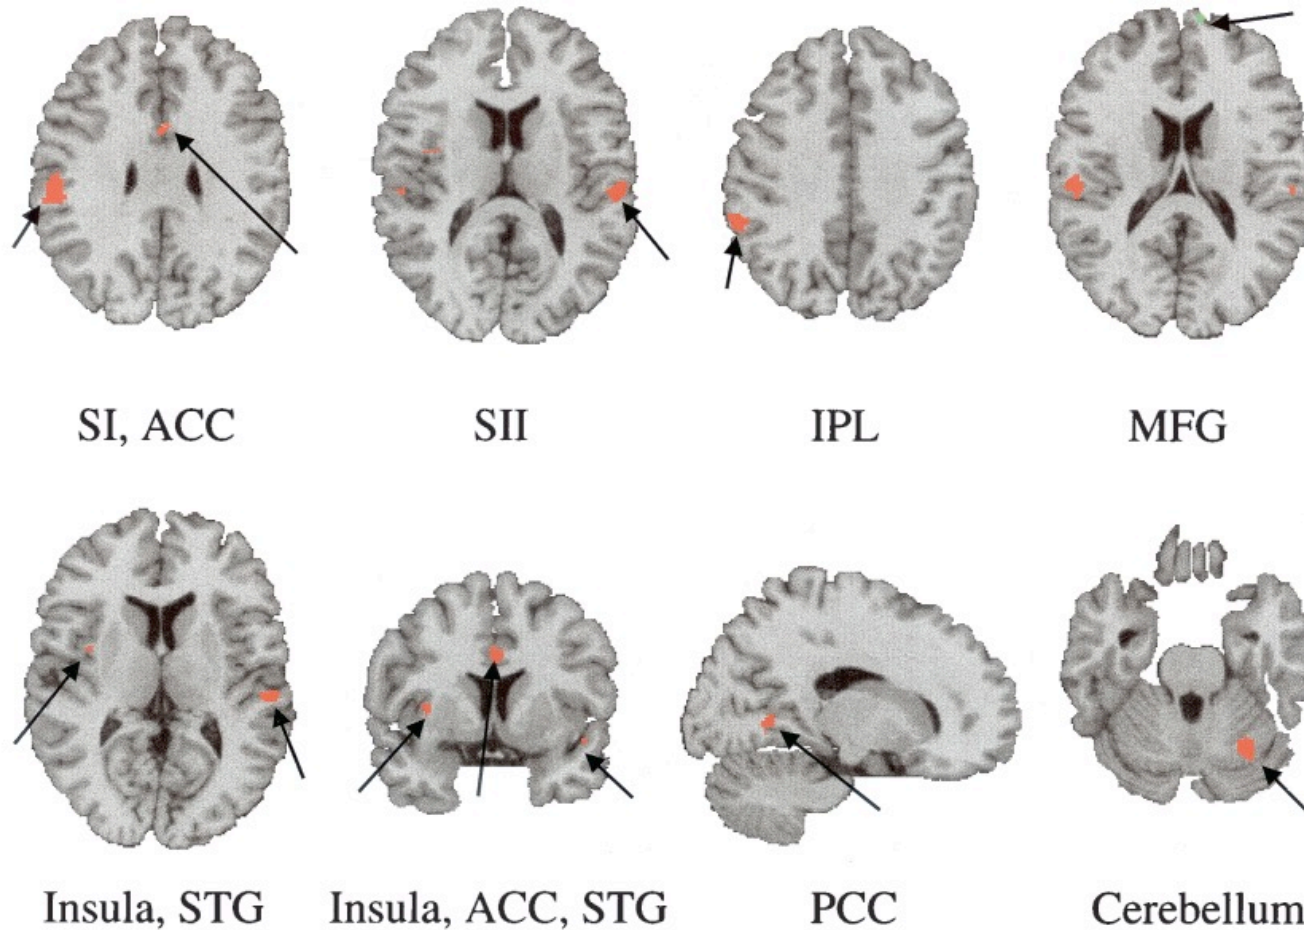 SI, ACC
SII
IPL
MFG
Insula, STG
Insula, ACC, STG
PCC
Cerebellum